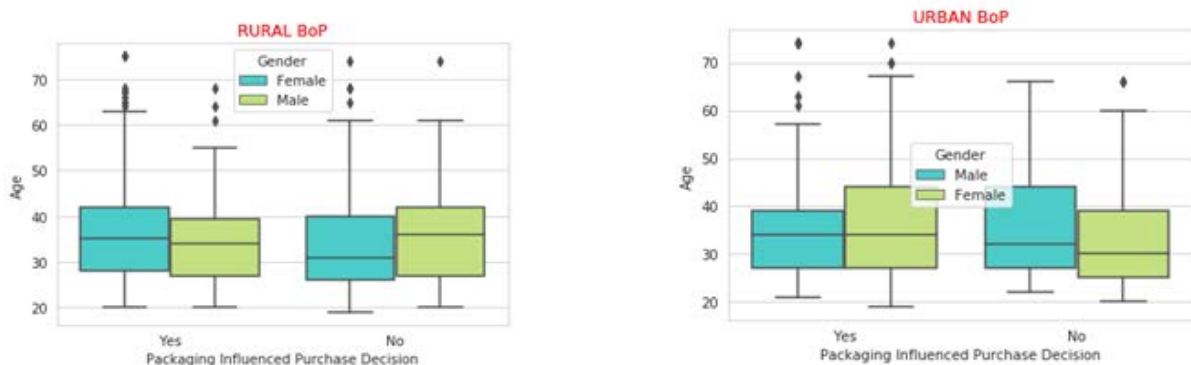 RURAL BoP
Gender
Female
Male
70
60
50
40
30
20
Age
Yes
No
Packaging Influenced Purchase Decision
URBAN BoP
Gender
Male
Female
70
60
50
40
30
20
Age
Yes
No
Packaging Influenced Purchase Decision